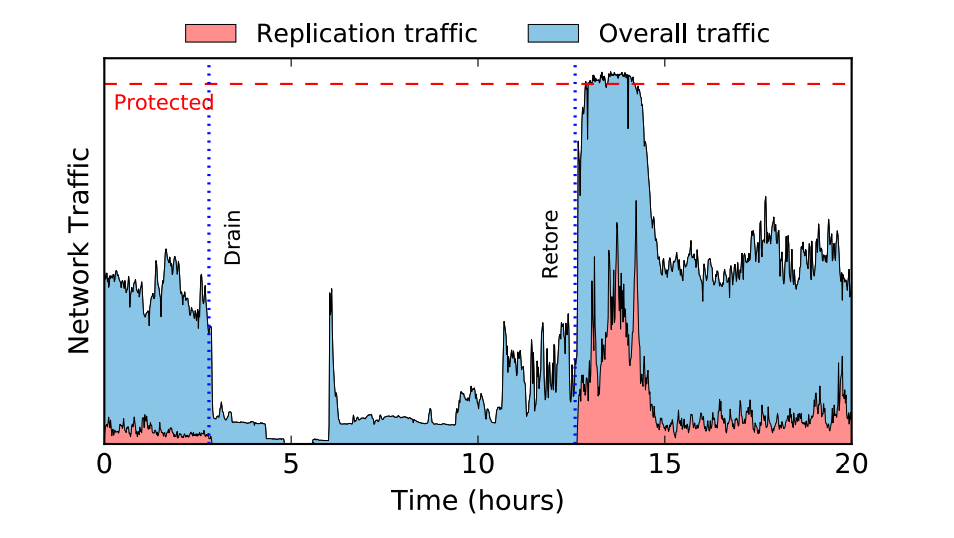 Replication traffic
Overall traffic
Protected
Drain
Retore
Network Traffic
0 5 10 15 20
Time (hours)